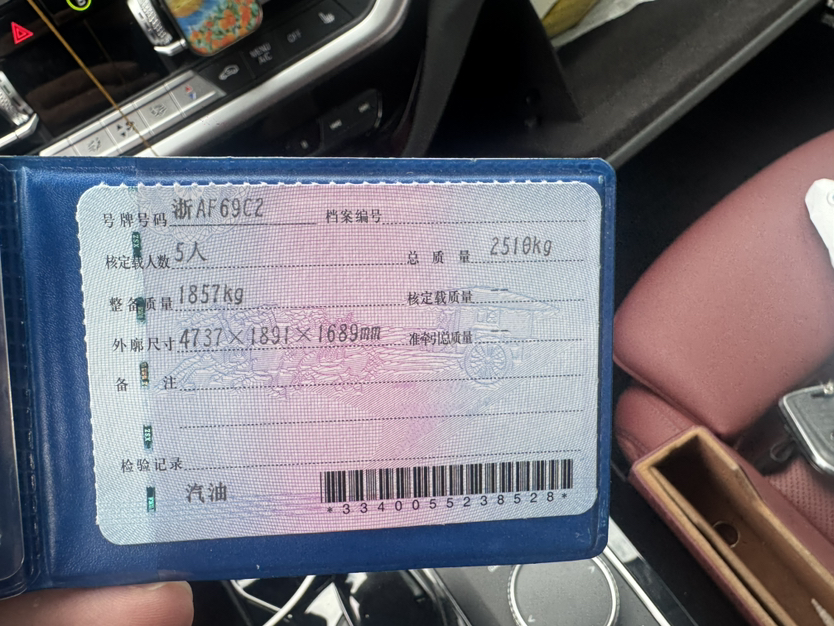 MENU
A/C
OFF
号牌号码 浙AF69C2 档案编号
核定载人数 5人 总质量 2510kg
整备质量 1857kg 核定载质量 --
外廓尺寸 4737×1891×1689mm 准牵引总质量 --
备注
检验记录
汽油
*3340055238528*